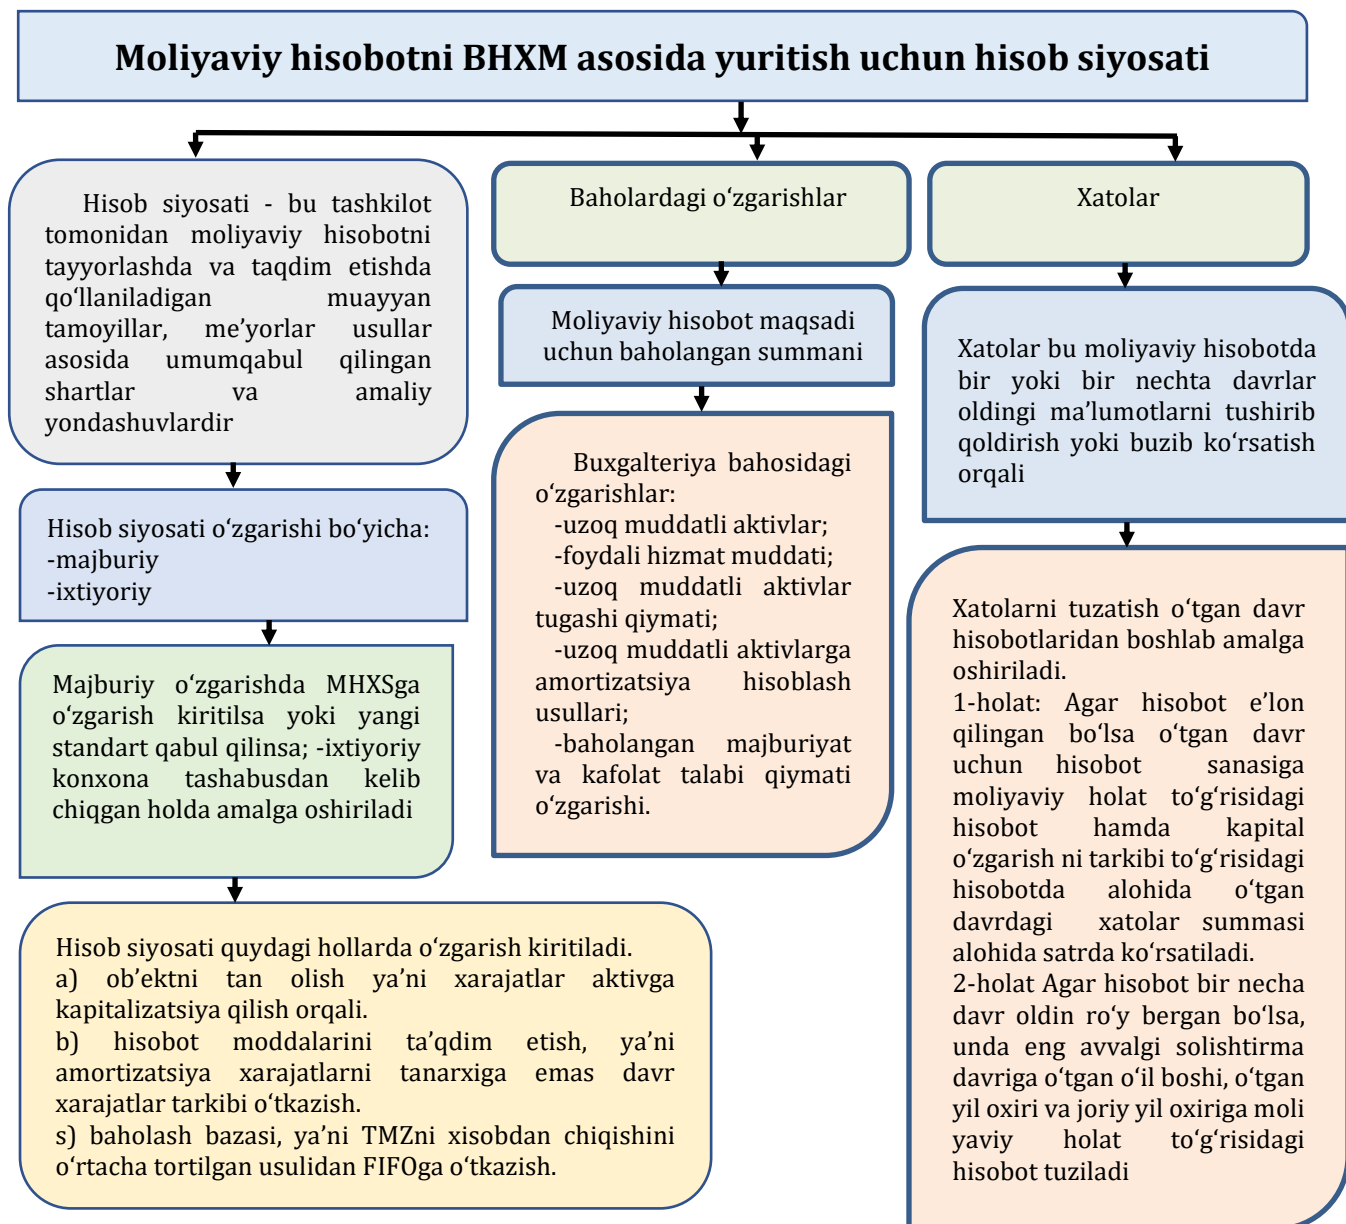 Moliyaviy hisobotni BHXM asosida yuritish uchun hisob siyosati
Hisob siyosati - bu tashkilot
tomonidan moliyaviy hisobotni
tayyorlashda va taqdim etishda
qo‘llaniladigan muayyan
tamoyillar, me’yorlar usullar
asosida umumqabul qilingan
shartlar va amaliy
yondashuvlardir
Hisob siyosati o‘zgarishi bo‘yicha:
-majburiy
-ixtiyoriy
Majburiy o‘zgarishda MHXSga
o‘zgarish kiritilsa yoki yangi
standart qabul qilinsa; -ixtiyoriy
konxona tashabusdan kelib
chiqgan holda amalga oshiriladi
Hisob siyosati quydagi hollarda o‘zgarish kiritiladi.
a) ob’ektni tan olish ya’ni xarajatlar aktivga
kapitalizatsiya qilish orqali.
b) hisobot moddalarini ta’qdim etish, ya’ni
amortizatsiya xarajatlarni tanarxiga emas davr
xarajatlar tarkibi o‘tkazish.
s) baholash bazasi, ya’ni TMZni xisobdan chiqishini
o‘rtacha tortilgan usulidan FIFOga o‘tkazish.
Baholardagi o‘zgarishlar
Moliyaviy hisobot maqsadi
uchun baholangan summani
Buxgalteriya bahosidagi
o‘zgarishlar:
-uzoq muddatli aktivlar;
-foydali hizmat muddati;
-uzoq muddatli aktivlar
tugashi qiymati;
-uzoq muddatli aktivlarga
amortizatsiya hisoblash
usullari;
-baholangan majburiyat
va kafolat talabi qiymati
o‘zgarishi.
Xatolar
Xatolar bu moliyaviy hisobotda
bir yoki bir nechta davrlar
oldingi ma’lumotlarni tushirib
qoldirish yoki buzib ko‘rsatish
orqali
Xatolarni tuzatish o‘tgan davr
hisobotlaridan boshlab amalga
oshiriladi.
1-holat: Agar hisobot e’lon
qilingan bo‘lsa o‘tgan davr
uchun hisobot sanasiga
moliyaviy holat to‘g‘risidagi
hisobot hamda kapital
o‘zgarish ni tarkibi to‘g‘risidagi
hisobotda alohida o‘tgan
davrdagi xatolar summasi
alohida satrda ko‘rsatiladi.
2-holat Agar hisobot bir necha
davr oldin ro‘y bergan bo‘lsa,
unda eng avvalgi solishtirma
davriga o‘tgan o‘il boshi, o‘tgan
yil oxiri va joriy yil oxiriga moli
yaviy holat to‘g‘risidagi
hisobot tuziladi